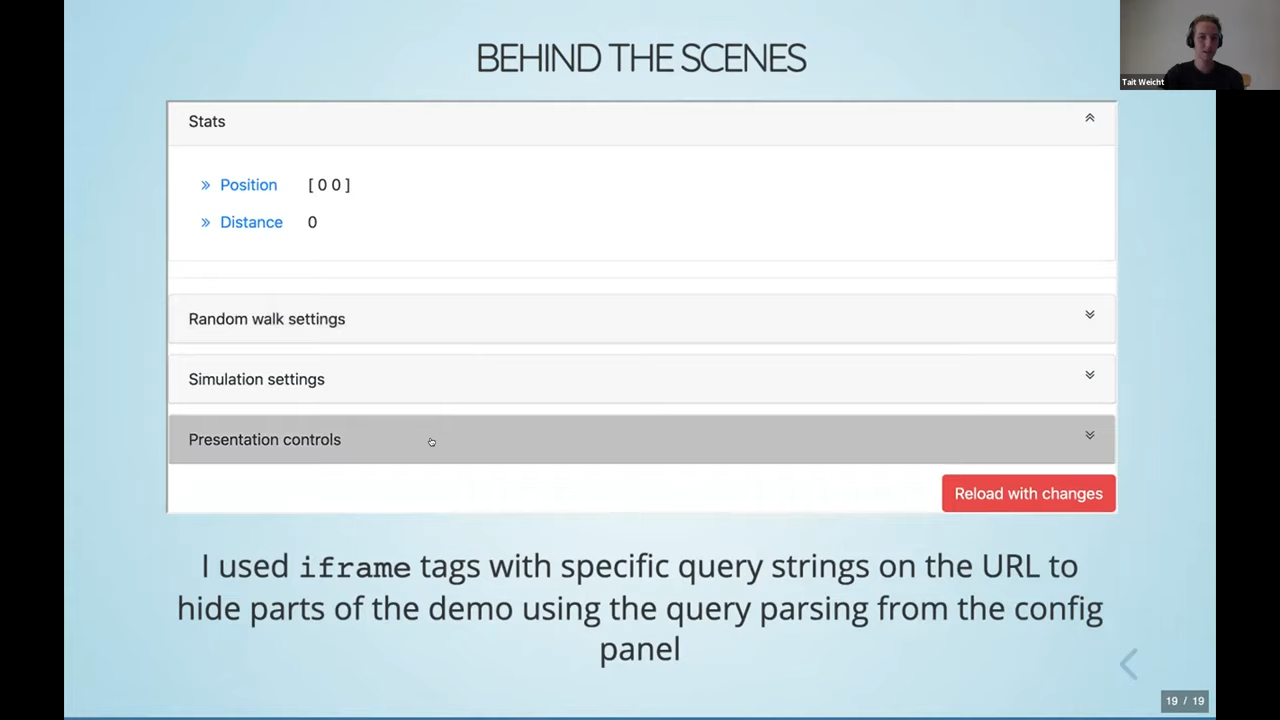 BEHIND THE SCENES
Tait Weicht
Stats
Position [ 0 0 ]
Distance 0
Random walk settings
Simulation settings
Presentation controls
Reload with changes
I used iframe tags with specific query strings on the URL to
hide parts of the demo using the query parsing from the config
panel
19 / 19